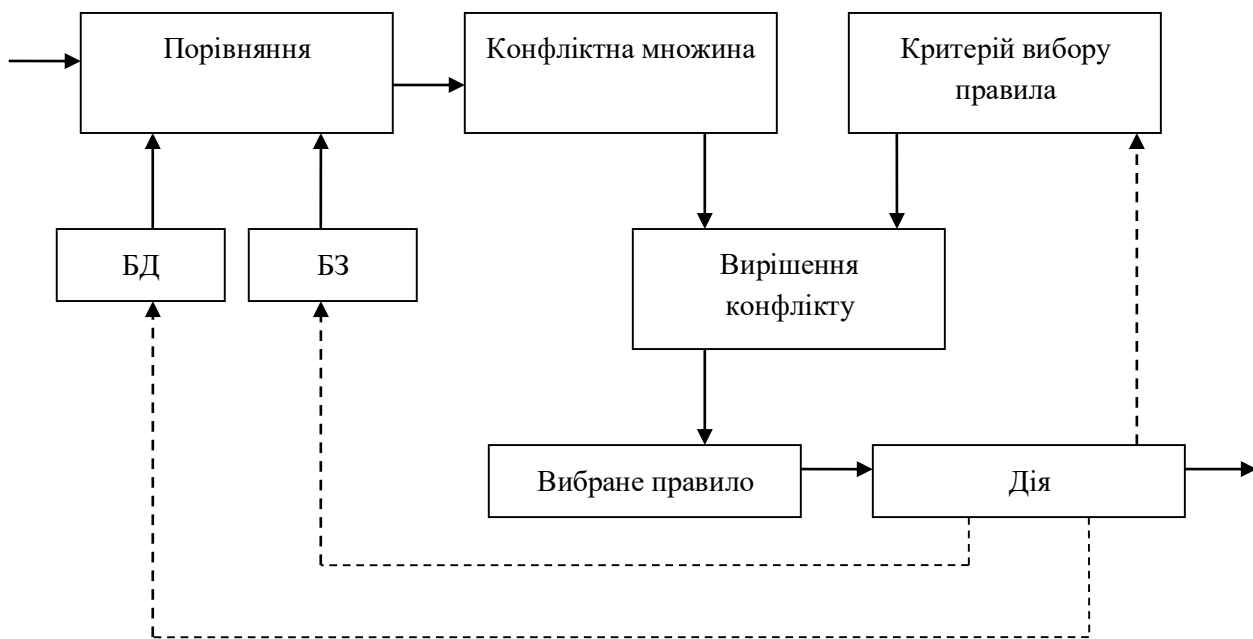 Порівняння
Конфліктна множина
Критерій вибору
правила
БД
БЗ
Вирішення
конфлікту
Вибране правило
Дія